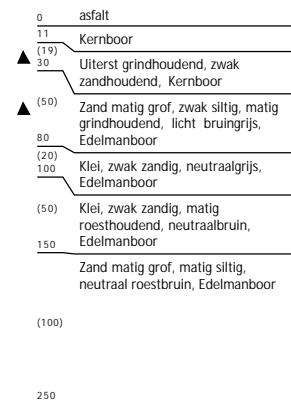 0 asfalt
11 Kernboor
(19)
30 Uiterst grindhoudend, zwak
zandhoudend, Kernboor
(50) Zand matig grof, zwak siltig, matig
grindhoudend, licht bruingrijs,
Edelmanboor
80
(20)
100 Klei, zwak zandig, neutraalgrijs,
Edelmanboor
(50) Klei, zwak zandig, matig
roesthoudend, neutraalbruin,
Edelmanboor
150
Zand matig grof, matig siltig,
neutraal roestbruin, Edelmanboor
(100)
250